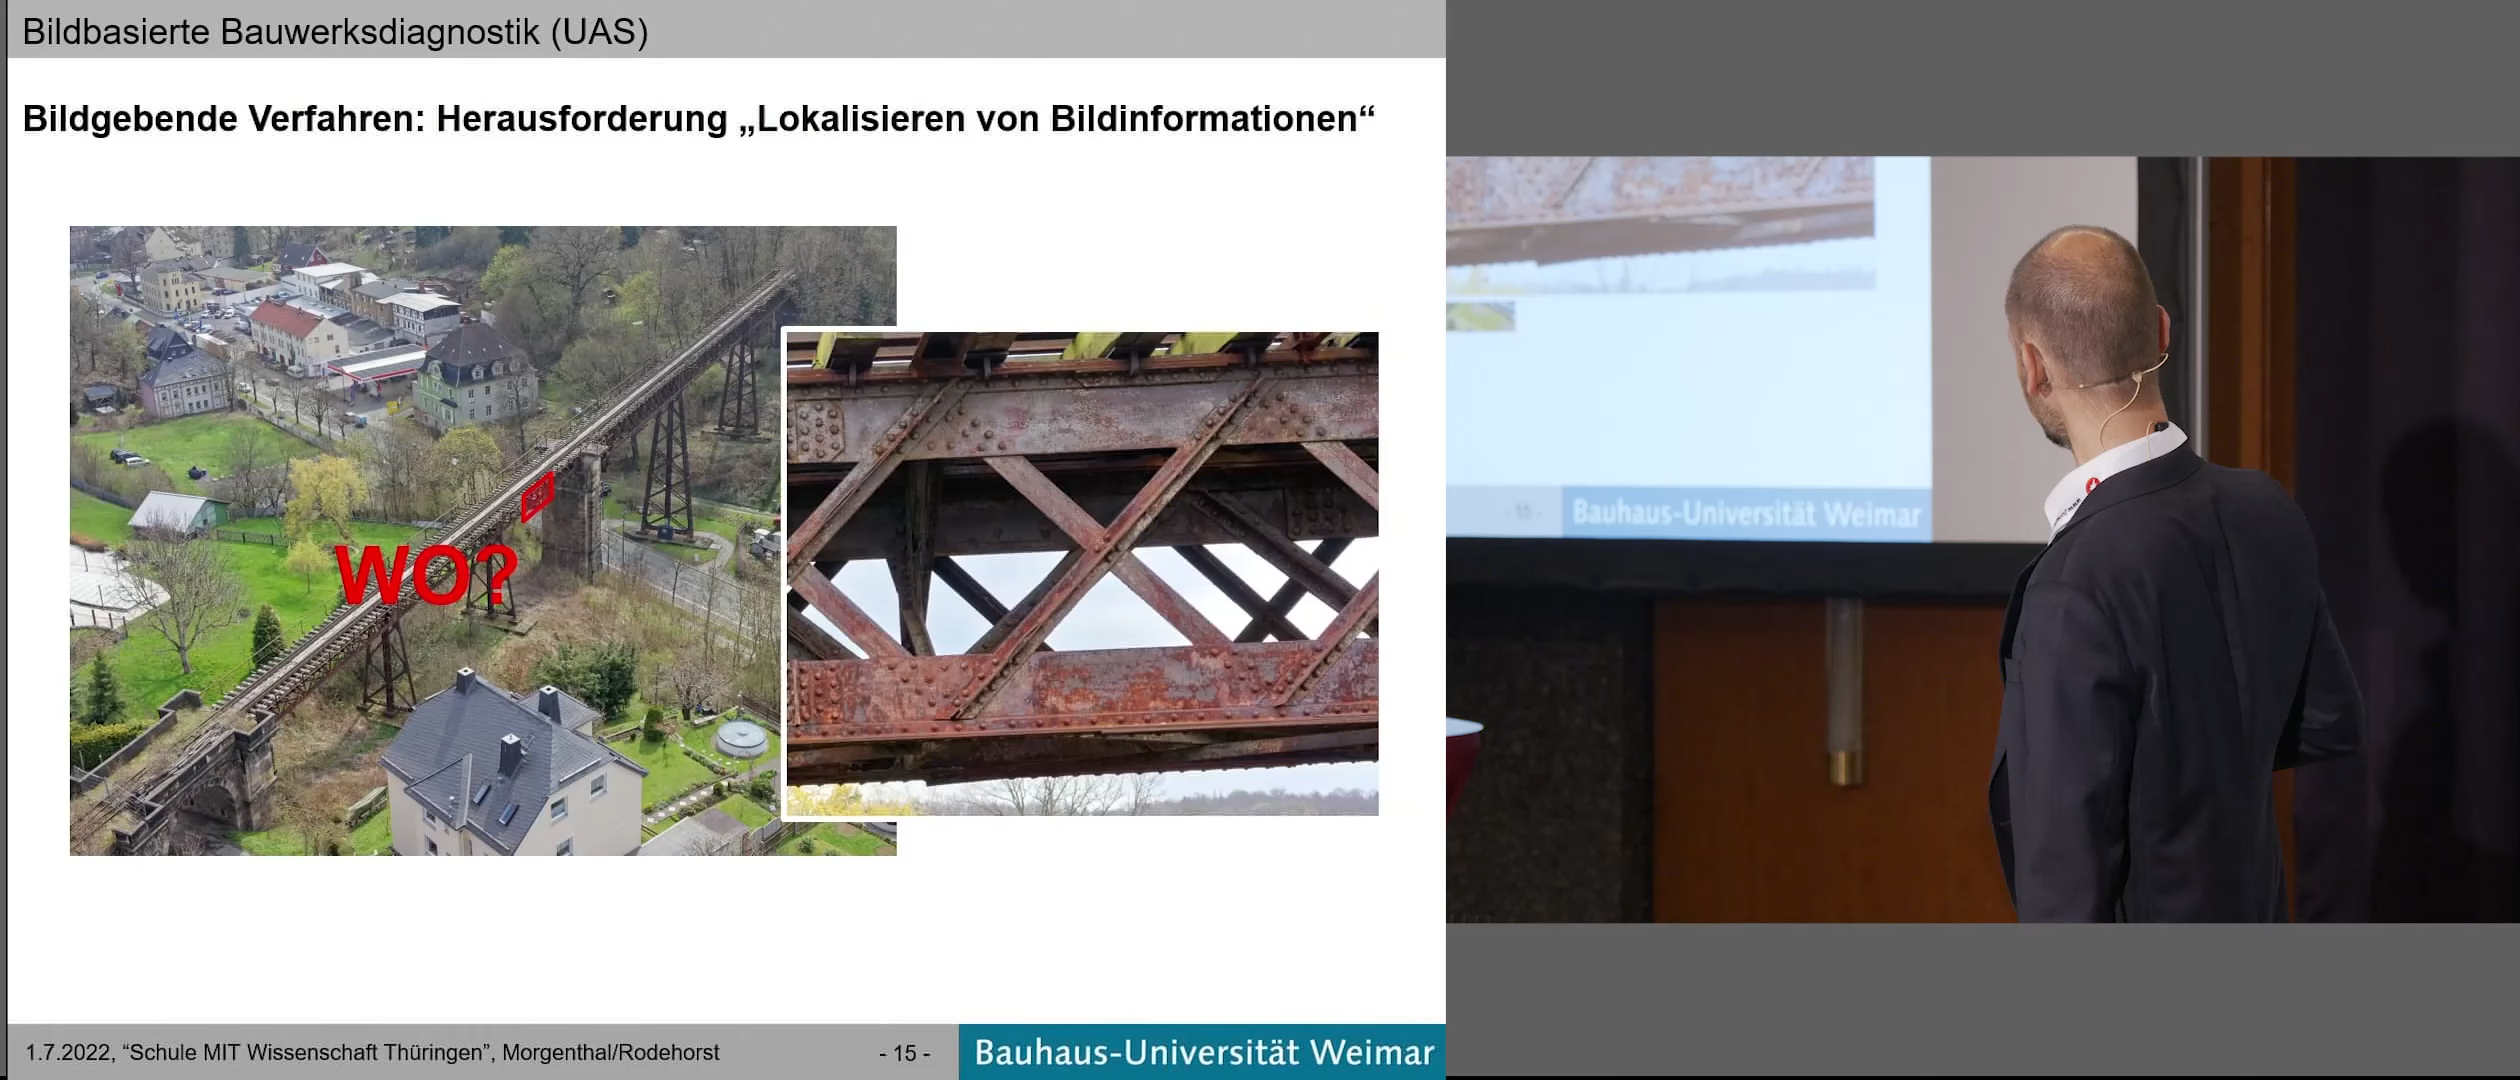 Bildbasierte Bauwerksdiagnostik (UAS)
Bildgebende Verfahren: Herausforderung „Lokalisieren von Bildinformationen“
WO?
1.7.2022, “Schule MIT Wissenschaft Thüringen”, Morgenthal/Rodehorst
- 15 -
Bauhaus-Universität Weimar
- 15 -
Bauhaus-Universität Weimar